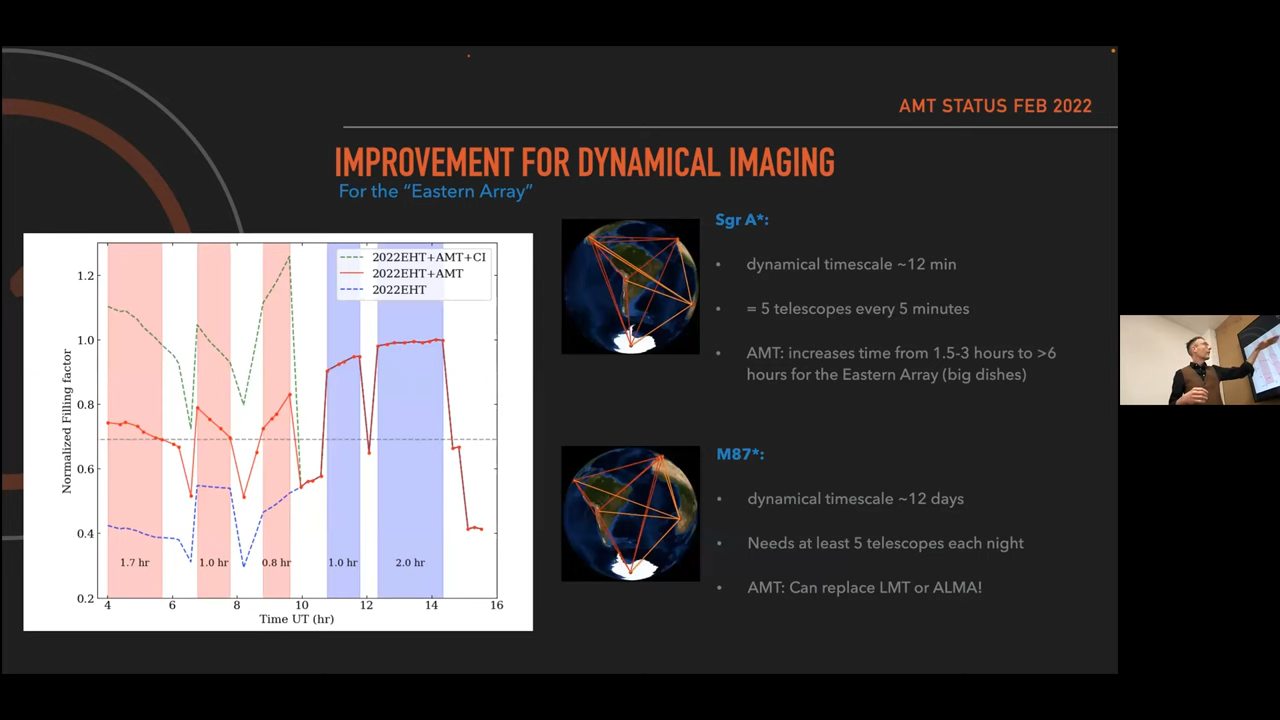 AMT STATUS FEB 2022
IMPROVEMENT FOR DYNAMICAL IMAGING
For the “Eastern Array”
Normalized Filling factor
1.2
1.0
0.8
0.6
0.4
0.2
2022EHT+AMT+CI
2022EHT+AMT
2022EHT
1.7 hr
1.0 hr
0.8 hr
1.0 hr
2.0 hr
4 6 8 10 12 14 16
Time UT (hr)
Sgr A*:
• dynamical timescale ~12 min
• = 5 telescopes every 5 minutes
• AMT: increases time from 1.5-3 hours to >6
hours for the Eastern Array (big dishes)
M87*:
• dynamical timescale ~12 days
• Needs at least 5 telescopes each night
• AMT: Can replace LMT or ALMA!